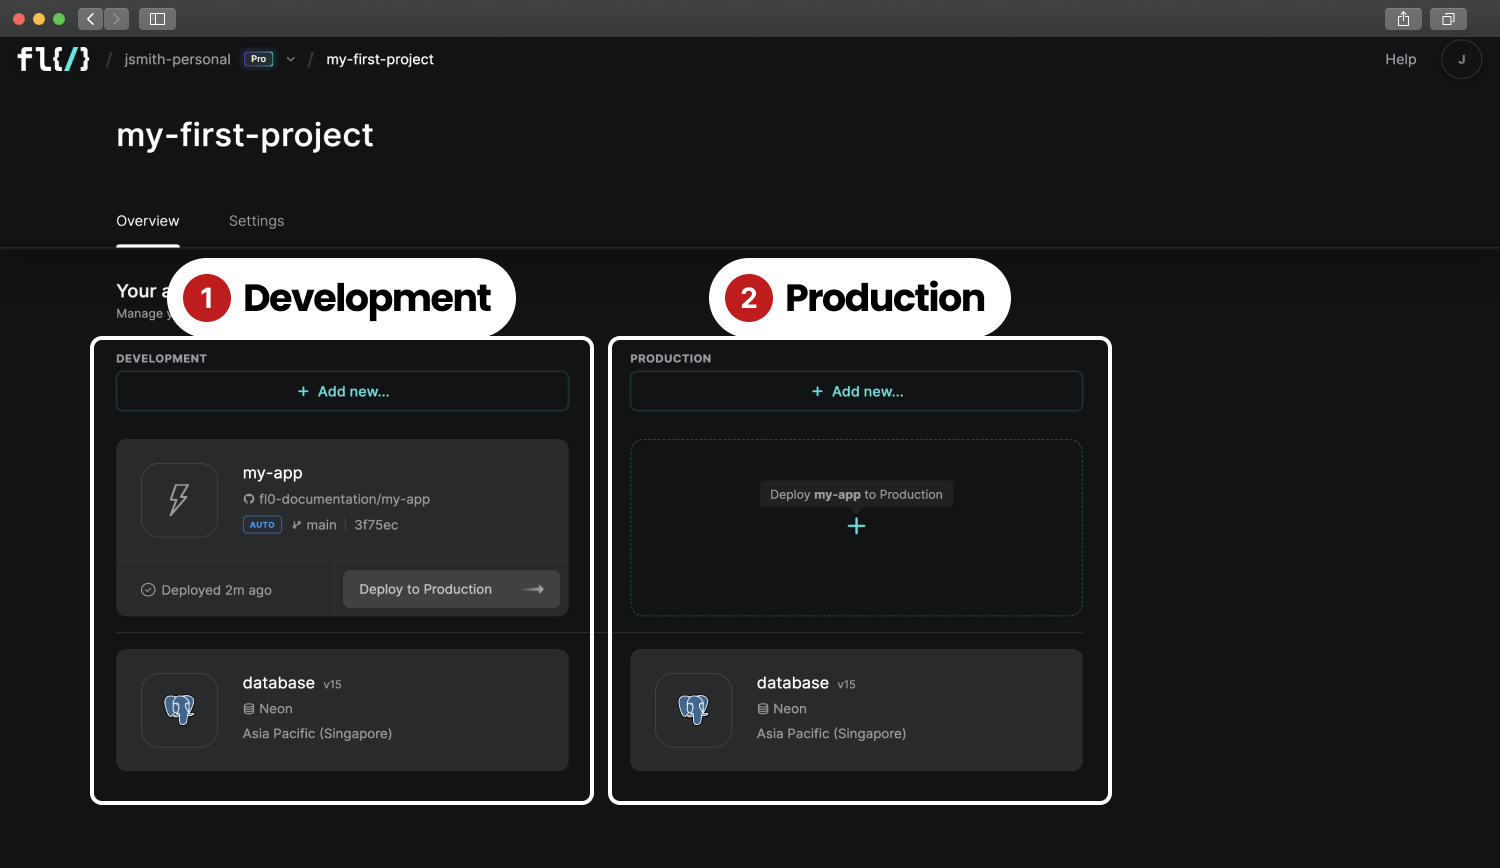 fl{/} / jsmith-personal Pro / my-first-project
Help J
my-first-project
Overview Settings
Your
Manage
1 Development
2 Production
DEVELOPMENT
+ Add new...
my-app
fl0-documentation/my-app
AUTO main | 3f75ec
Deployed 2m ago
Deploy to Production
database v15
Neon
Asia Pacific (Singapore)
PRODUCTION
+ Add new...
Deploy my-app to Production
+
database v15
Neon
Asia Pacific (Singapore)